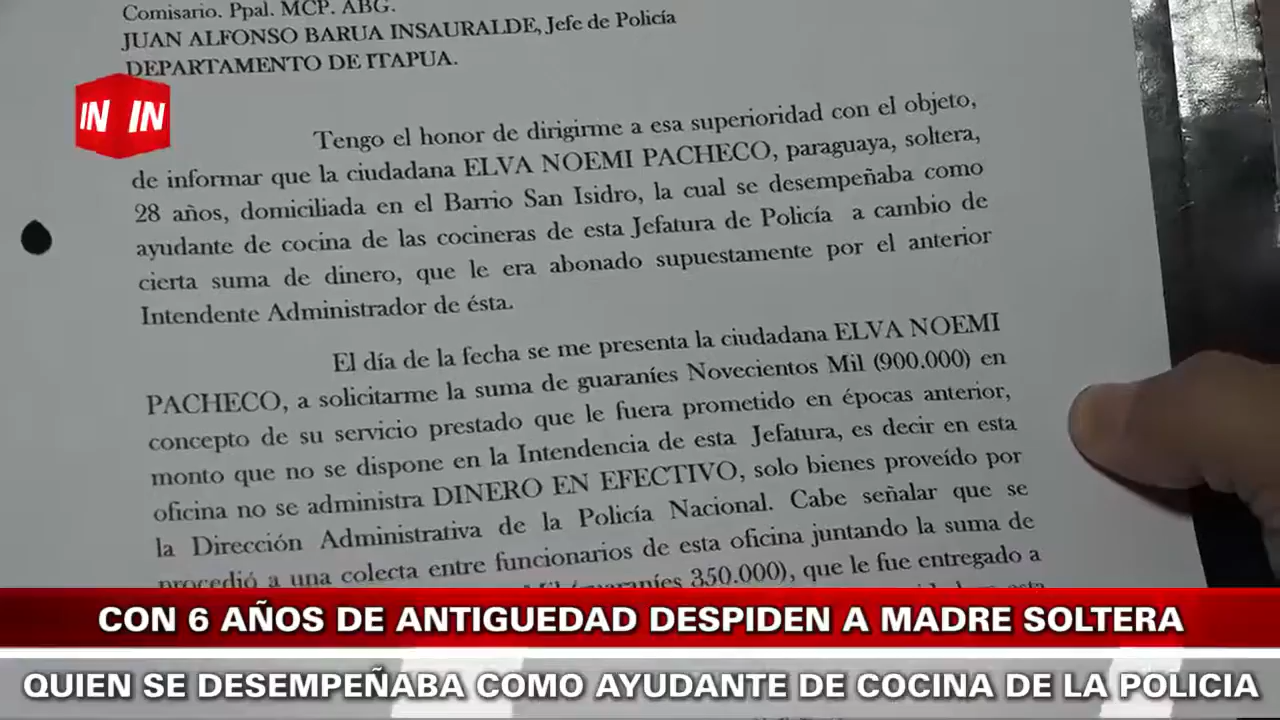 Comisario. Ppal. MCP. ABG.
JUAN ALFONSO BARUA INSAURALDE, Jefe de Policía
DEPARTAMENTO DE ITAPUA.
IN IN
Tengo el honor de dirigirme a esa superioridad con el objeto,
de informar que la ciudadana ELVA NOEMI PACHECO, paraguaya, soltera,
28 años, domiciliada en el Barrio San Isidro, la cual se desempeñaba como
ayudante de cocina de las cocineras de esta Jefatura de Policía a cambio de
cierta suma de dinero, que le era abonado supuestamente por el anterior
Intendente Administrador de ésta.
El día de la fecha se me presenta la ciudadana ELVA NOEMI
PACHECO, a solicitarme la suma de guaraníes Novecientos Mil (900.000) en
concepto de su servicio prestado que le fuera prometido en épocas anterior,
monto que no se dispone en la Intendencia de esta Jefatura, es decir en esta
oficina no se administra DINERO EN EFECTIVO, solo bienes proveído por
la Dirección Administrativa de la Policía Nacional. Cabe señalar que se
procedió a una colecta entre funcionarios de esta oficina juntando la suma de
(guaraníes 350.000), que le fue entregado a
CON 6 AÑOS DE ANTIGUEDAD DESPIDEN A MADRE SOLTERA
QUIEN SE DESEMPEÑABA COMO AYUDANTE DE COCINA DE LA POLICIA